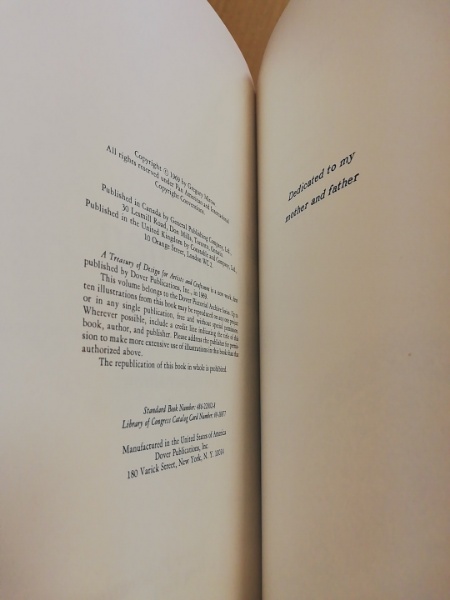 Copyright © 1969 by Gregory Mirow
All rights reserved under Pan American and International
Copyright Conventions.
Published in Canada by General Publishing Company, Ltd.,
30 Lesmill Road, Don Mills, Toronto, Ontario.
Published in the United Kingdom by Constable and Company, Ltd.,
10 Orange Street, London WC 2.
A Treasury of Design for Artists and Craftsmen is a new work, first
published by Dover Publications, Inc., in 1969.
This volume belongs to the Dover Pictorial Archive Series. Up to
ten illustrations from this book may be reproduced on any one project
or in any single publication, free and without special permission.
Wherever possible, include a credit line indicating the title of this
book, author, and publisher. Please address the publisher for permis-
sion to make more extensive use of illustrations in this book than that
authorized above.
The republication of this book in whole is prohibited.
Standard Book Number:
Library of Congress Catalog Card Number:
Manufactured in the United States of America
Dover Publications, Inc.
180 Varick Street, New York, N. Y. 10014
Dedicated to my
mother and father